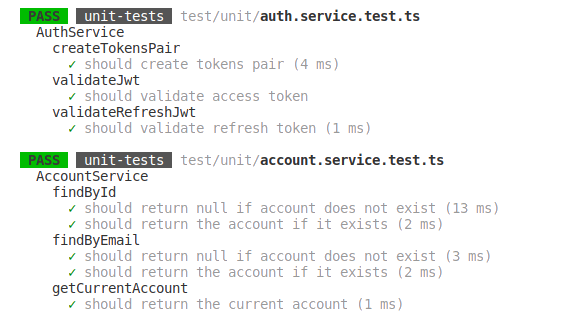 PASS unit-tests test/unit/auth.service.test.ts
AuthService
createTokensPair
✓ should create tokens pair (4 ms)
validateJwt
✓ should validate access token
validateRefreshJwt
✓ should validate refresh token (1 ms)
PASS unit-tests test/unit/account.service.test.ts
AccountService
findById
✓ should return null if account does not exist (13 ms)
✓ should return the account if it exists (2 ms)
findByEmail
✓ should return null if account does not exist (3 ms)
✓ should return the account if it exists (2 ms)
getCurrentAccount
✓ should return the current account (1 ms)